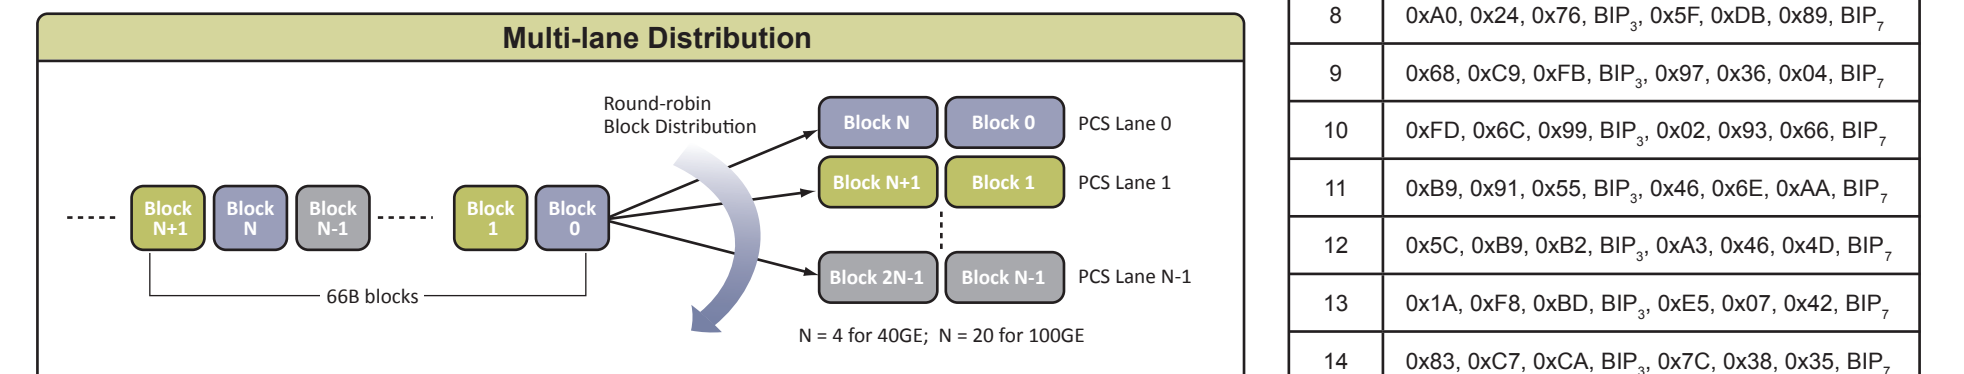 Multi-lane Distribution
Round-robin
Block Distribution
Block
N+1
Block
N
Block
N-1
Block
1
Block
0
66B blocks
Block N
Block 0
PCS Lane 0
Block N+1
Block 1
PCS Lane 1
Block 2N-1
Block N-1
PCS Lane N-1
N = 4 for 40GE; N = 20 for 100GE
8 0xA0, 0x24, 0x76, BIP3, 0x5F, 0xDB, 0x89, BIP7
9 0x68, 0xC9, 0xFB, BIP3, 0x97, 0x36, 0x04, BIP7
10 0xFD, 0x6C, 0x99, BIP3, 0x02, 0x93, 0x66, BIP7
11 0xB9, 0x91, 0x55, BIP3, 0x46, 0x6E, 0xAA, BIP7
12 0x5C, 0xB9, 0xB2, BIP3, 0xA3, 0x46, 0x4D, BIP7
13 0x1A, 0xF8, 0xBD, BIP3, 0xE5, 0x07, 0x42, BIP7
14 0x83, 0xC7, 0xCA, BIP3, 0x7C, 0x38, 0x35, BIP7